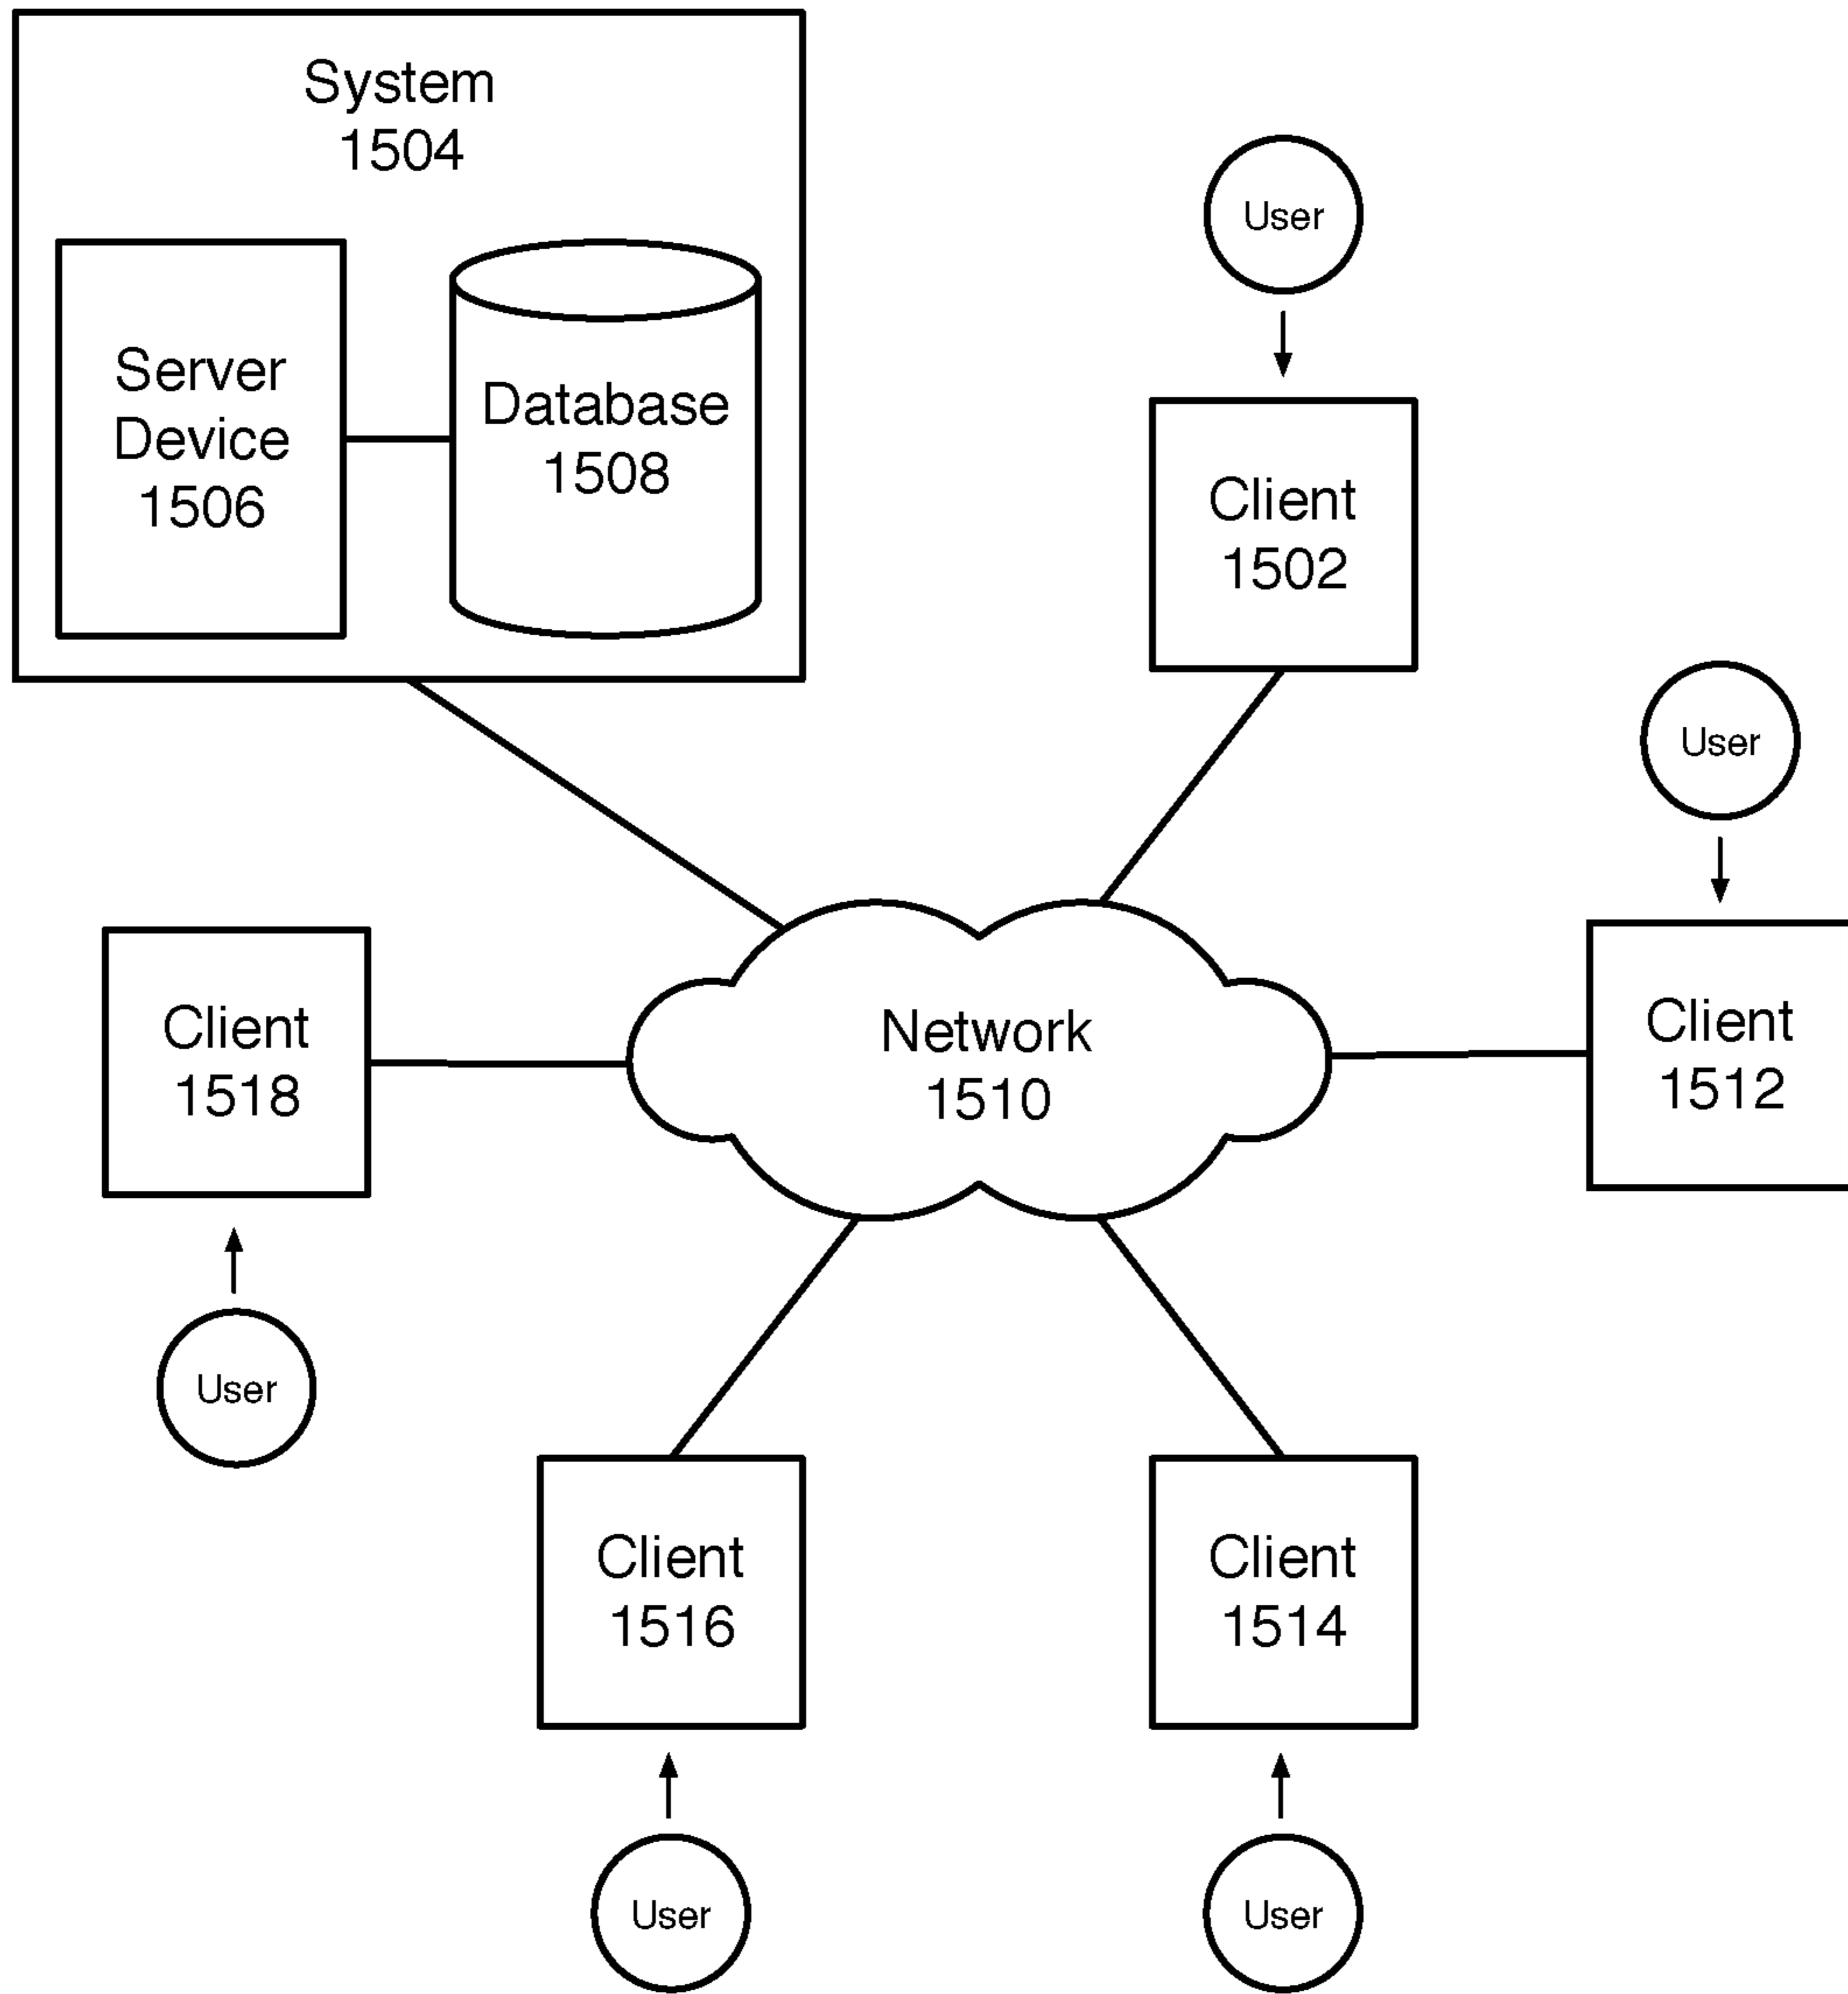 System
1504
Server
Device
1506
Database
1508
User
Client
1502
User
Client
1512
Network
1510
Client
1518
User
Client
1516
User
Client
1514
User